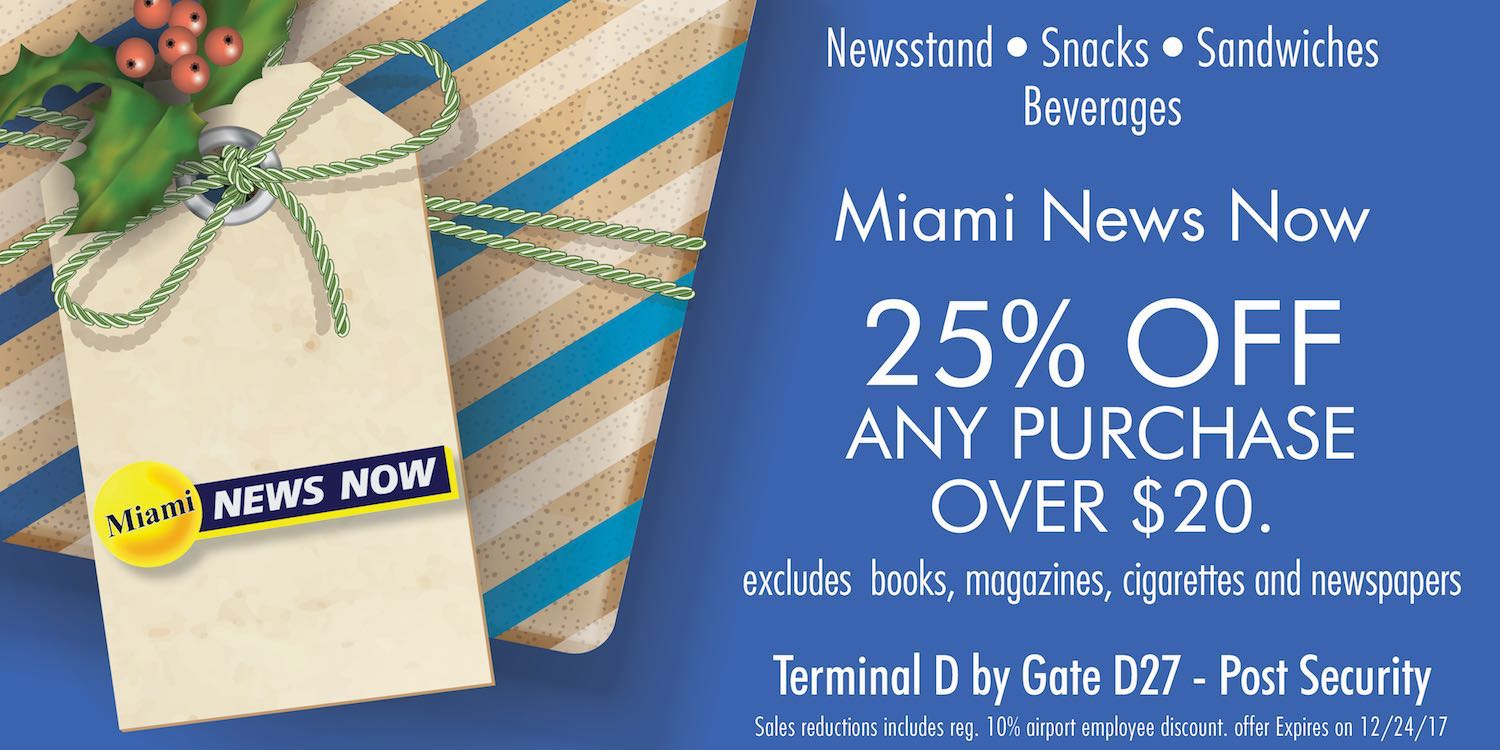 Newsstand • Snacks • Sandwiches
Beverages
Miami News Now
25% OFF
ANY PURCHASE
OVER $20.
excludes books, magazines, cigarettes and newspapers
Terminal D by Gate D27 - Post Security
Sales reductions includes reg. 10% airport employee discount. offer Expires on 12/24/17
Miami NEWS NOW